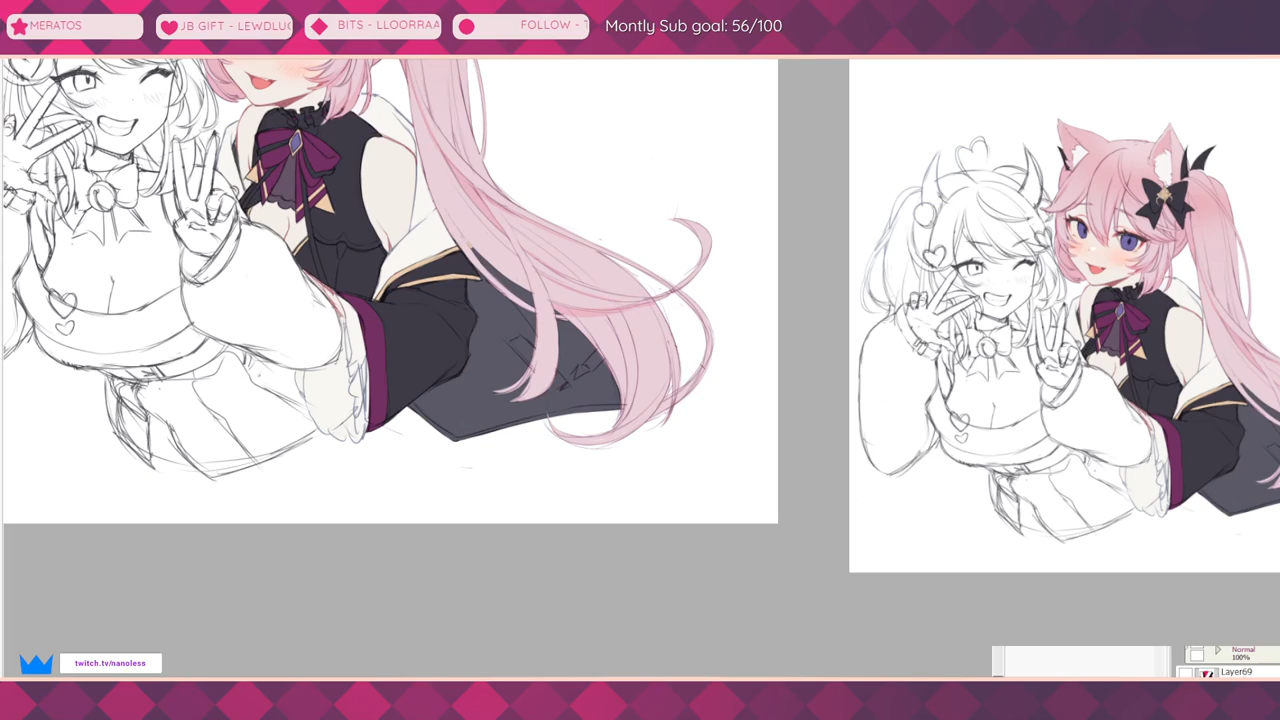 MERATOS
JB GIFT - LEWDLU
BITS - LLOORRAA
FOLLOW -
Montly Sub goal: 56/100
twitch.tv/nanoless
Normal
100%
Layer69